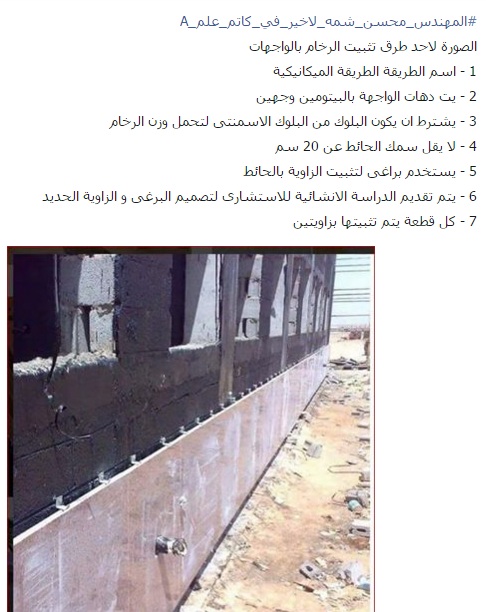 #المهندس_محسن_شمه_لاخير_في_كاتم_علم_A
الصورة لاحد طرق تثبيت الرخام بالواجهات
1 - اسم الطريقة الطريقة الميكانيكية
2 - يت دهات الواجهة بالبيتومين وجهين
3 - يشترط ان يكون البلوك من البلوك الاسمنتى لتحمل وزن الرخام
4 - لا يقل سمك الحائط عن 20 سم
5 - يستخدم براغى لتثبيت الزاوية بالحائط
6 - يتم تقديم الدراسة الانشائية للاستشارى لتصميم البرغى و الزاوية الحديد
7 - كل قطعة يتم تثبيتها بزاويتين